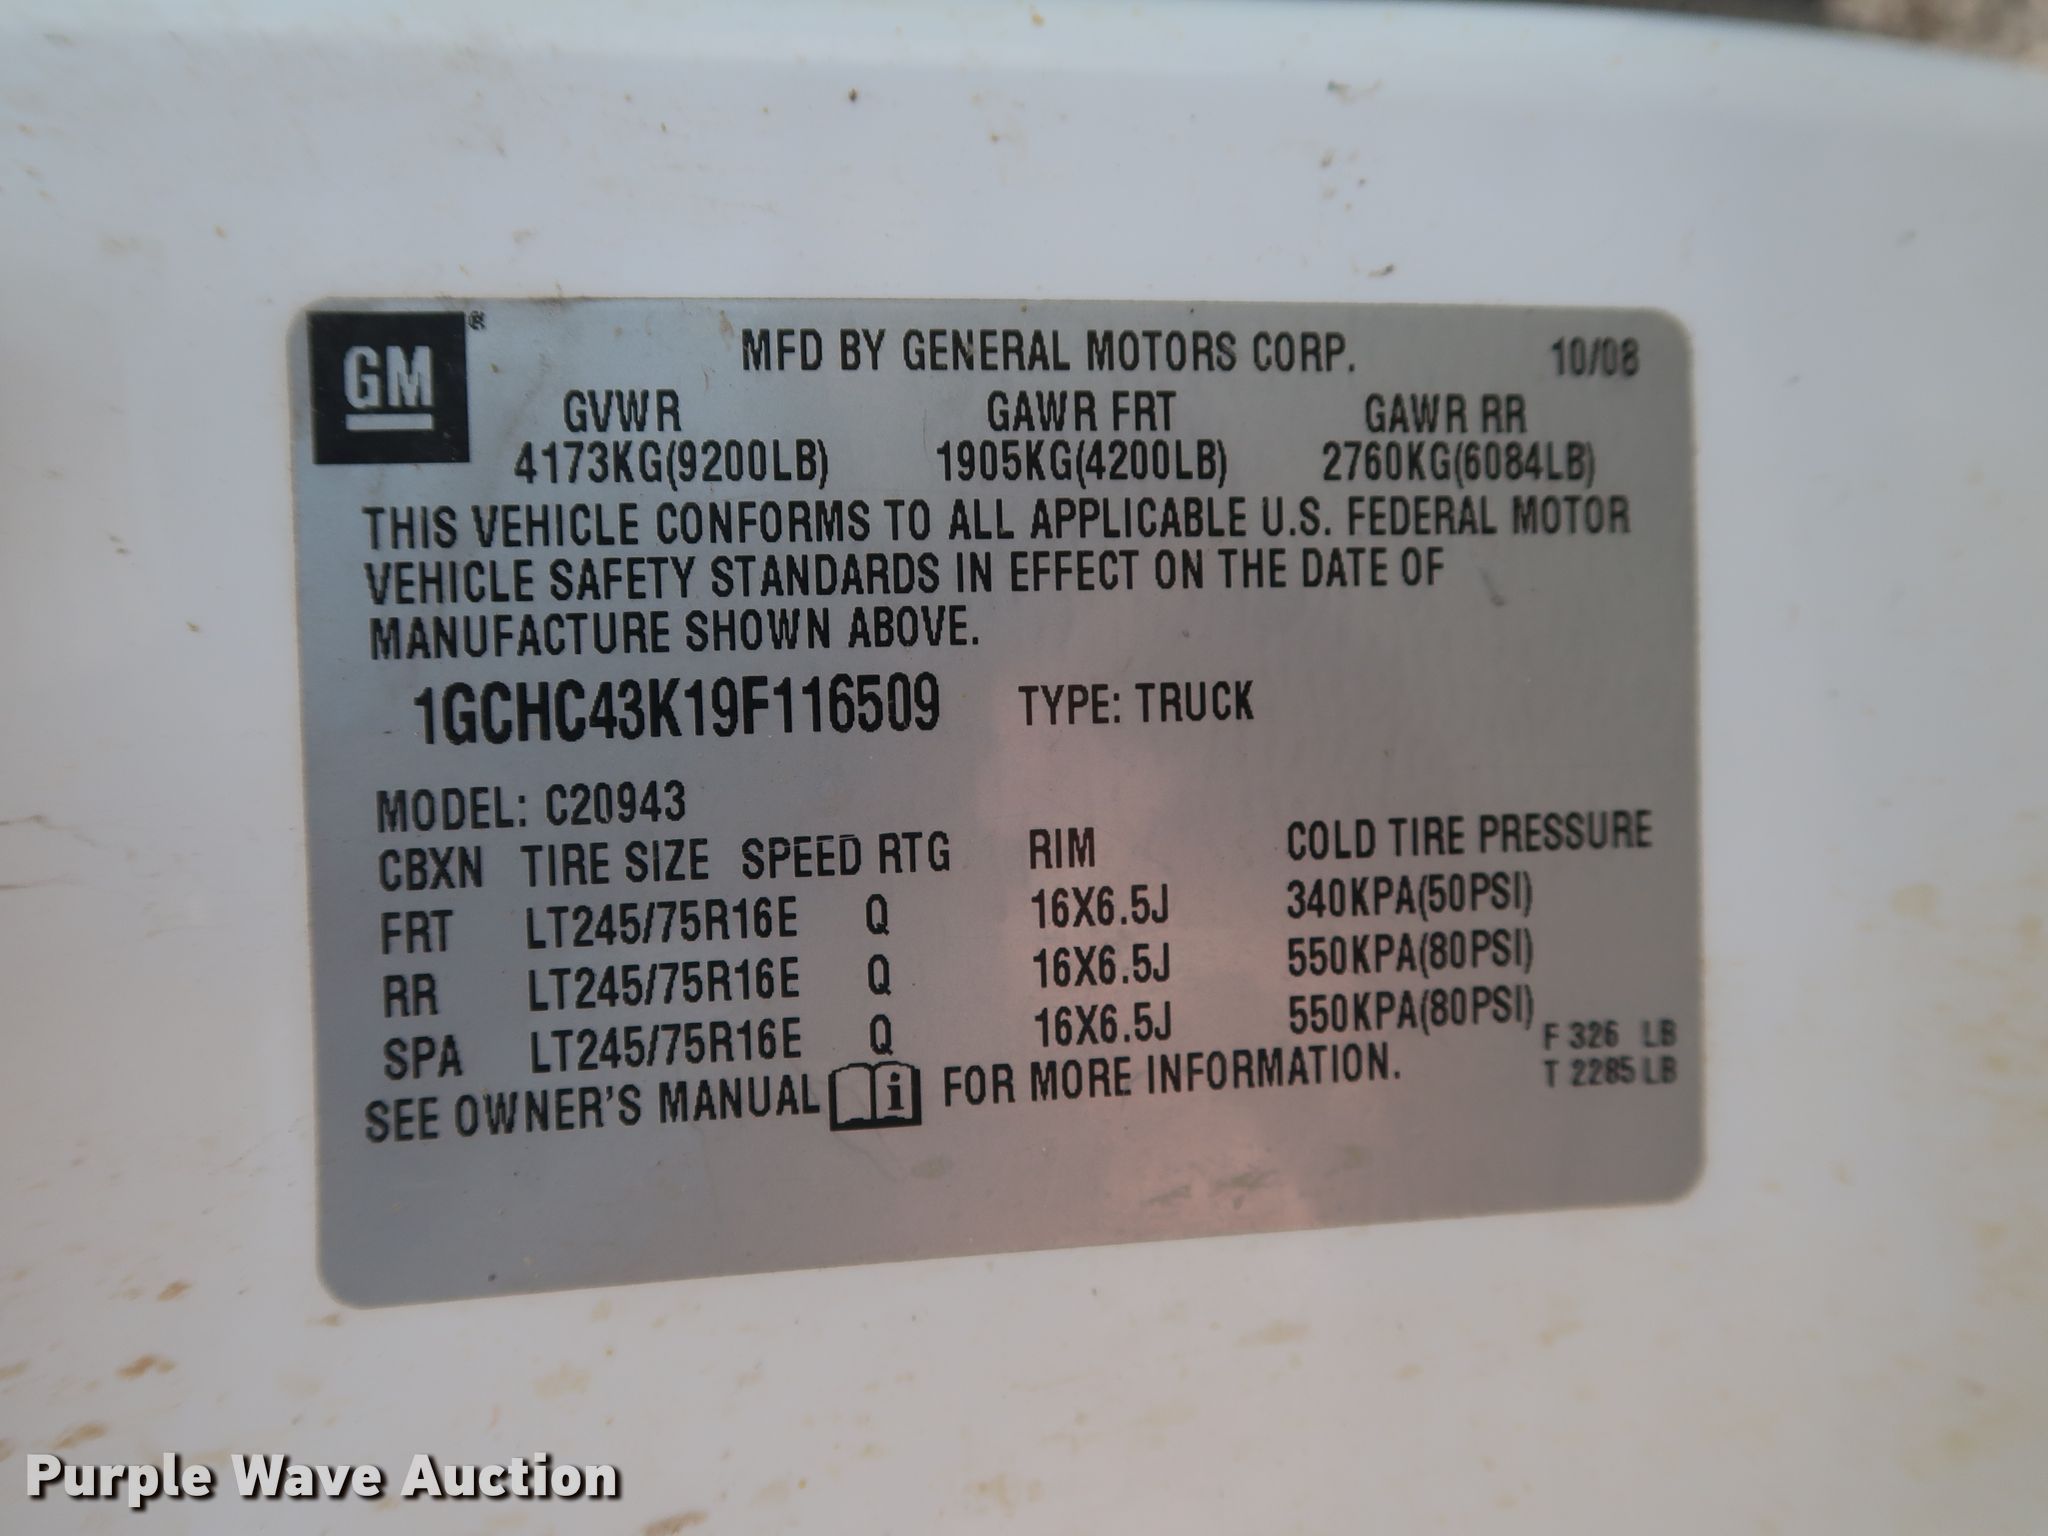 GM®
MFD BY GENERAL MOTORS CORP. 10/08
GVWR GAWR FRT GAWR RR
4173KG(9200LB) 1905KG(4200LB) 2760KG(6084LB)
THIS VEHICLE CONFORMS TO ALL APPLICABLE U.S. FEDERAL MOTOR
VEHICLE SAFETY STANDARDS IN EFFECT ON THE DATE OF
MANUFACTURE SHOWN ABOVE.
1GCHC43K19F116509 TYPE: TRUCK
MODEL: C20943
CBXN TIRE SIZE SPEED RTG RIM COLD TIRE PRESSURE
FRT LT245/75R16E Q 16X6.5J 340KPA(50PSI)
RR LT245/75R16E Q 16X6.5J 550KPA(80PSI)
SPA LT245/75R16E Q 16X6.5J 550KPA(80PSI)
F 326 LB
SEE OWNER'S MANUAL i FOR MORE INFORMATION. T 2285 LB
Purple Wave Auction